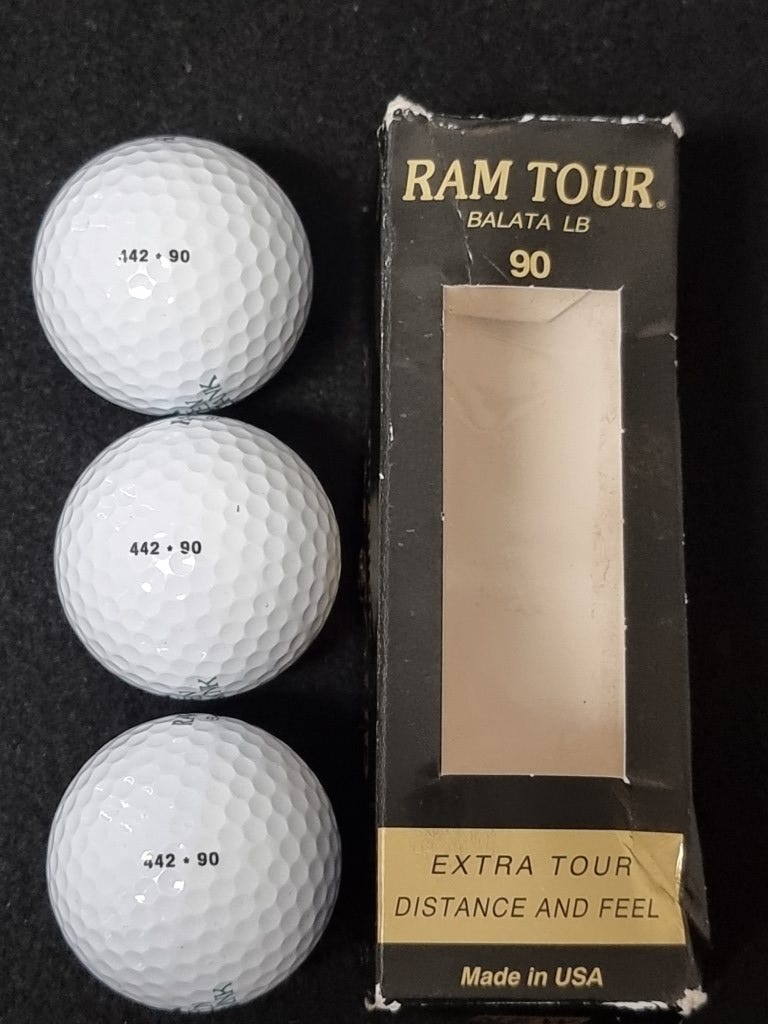 442 • 90
442 • 90
442 • 90
RAM TOUR®
BALATA LB
90
EXTRA TOUR
DISTANCE AND FEEL
Made in USA